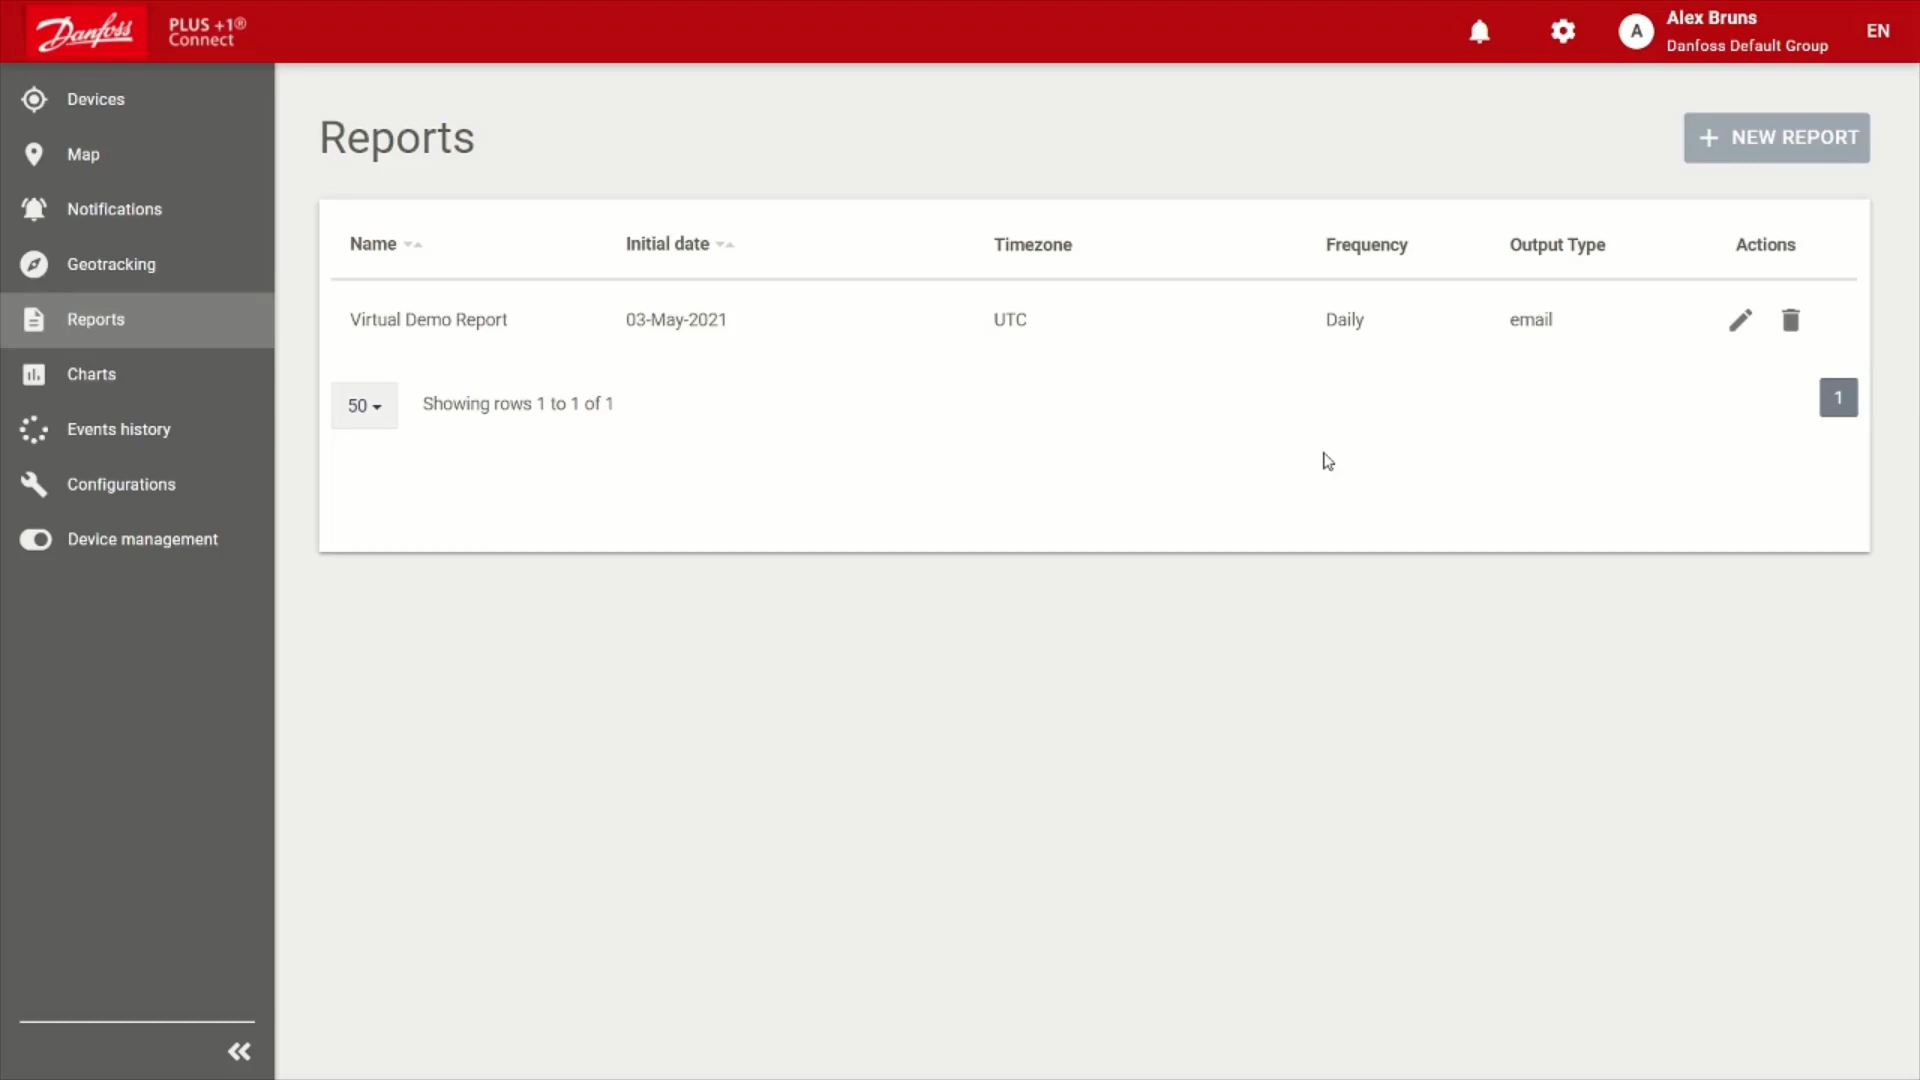 Danfoss
PLUS +1®
Connect
Alex Bruns
A
Danfoss Default Group
EN
Devices
Map
Notifications
Geotracking
Reports
Charts
Events history
Configurations
Device management
Reports
+ NEW REPORT
Name Initial date Timezone Frequency Output Type Actions
Virtual Demo Report 03-May-2021 UTC Daily email
50 Showing rows 1 to 1 of 1 1